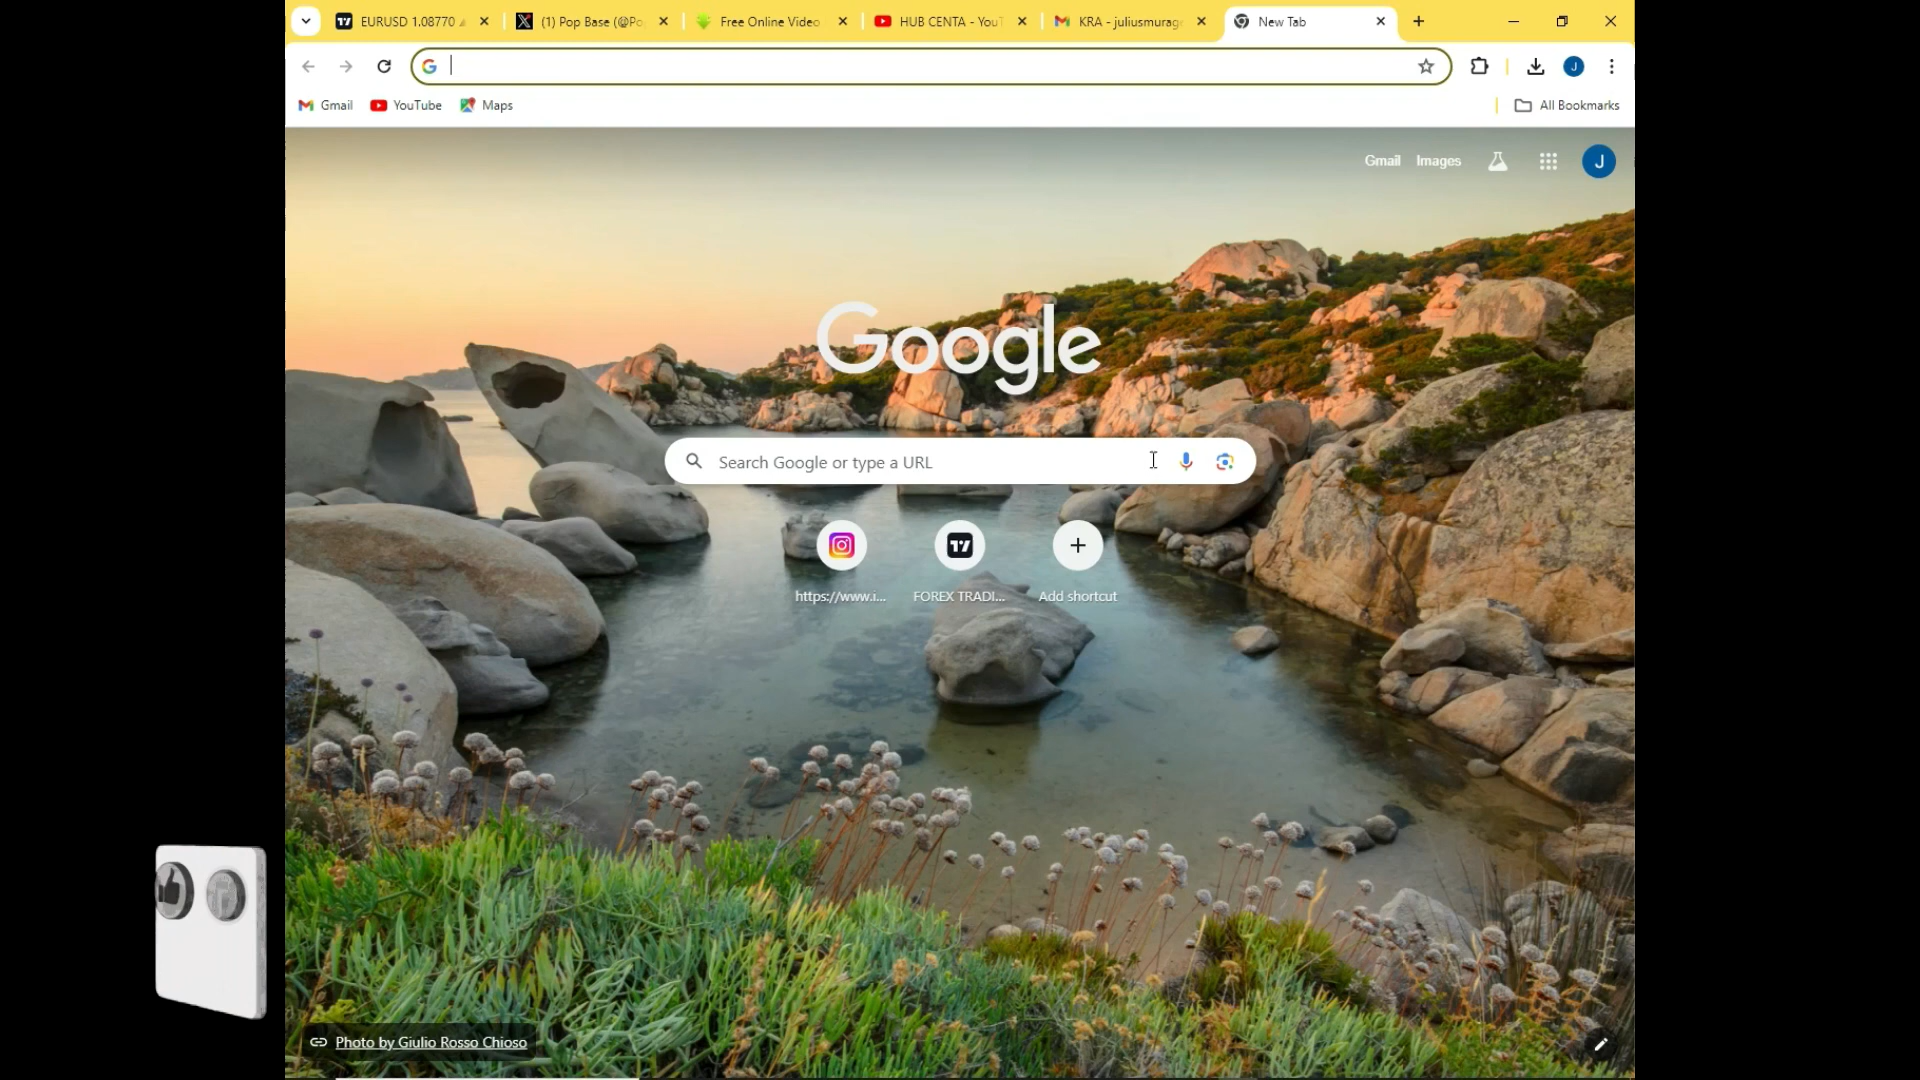 EURUSD 1.08770
(1) Pop Base (@Po
Free Online Video
HUB CENTA - YouT
KRA - juliusmurag
New Tab
Gmail
YouTube
Maps
All Bookmarks
J
Gmail
Images
J
Google
Search Google or type a URL
https://www.i...
FOREX TRADI...
Add shortcut
Photo by Giulio Rosso Chioso